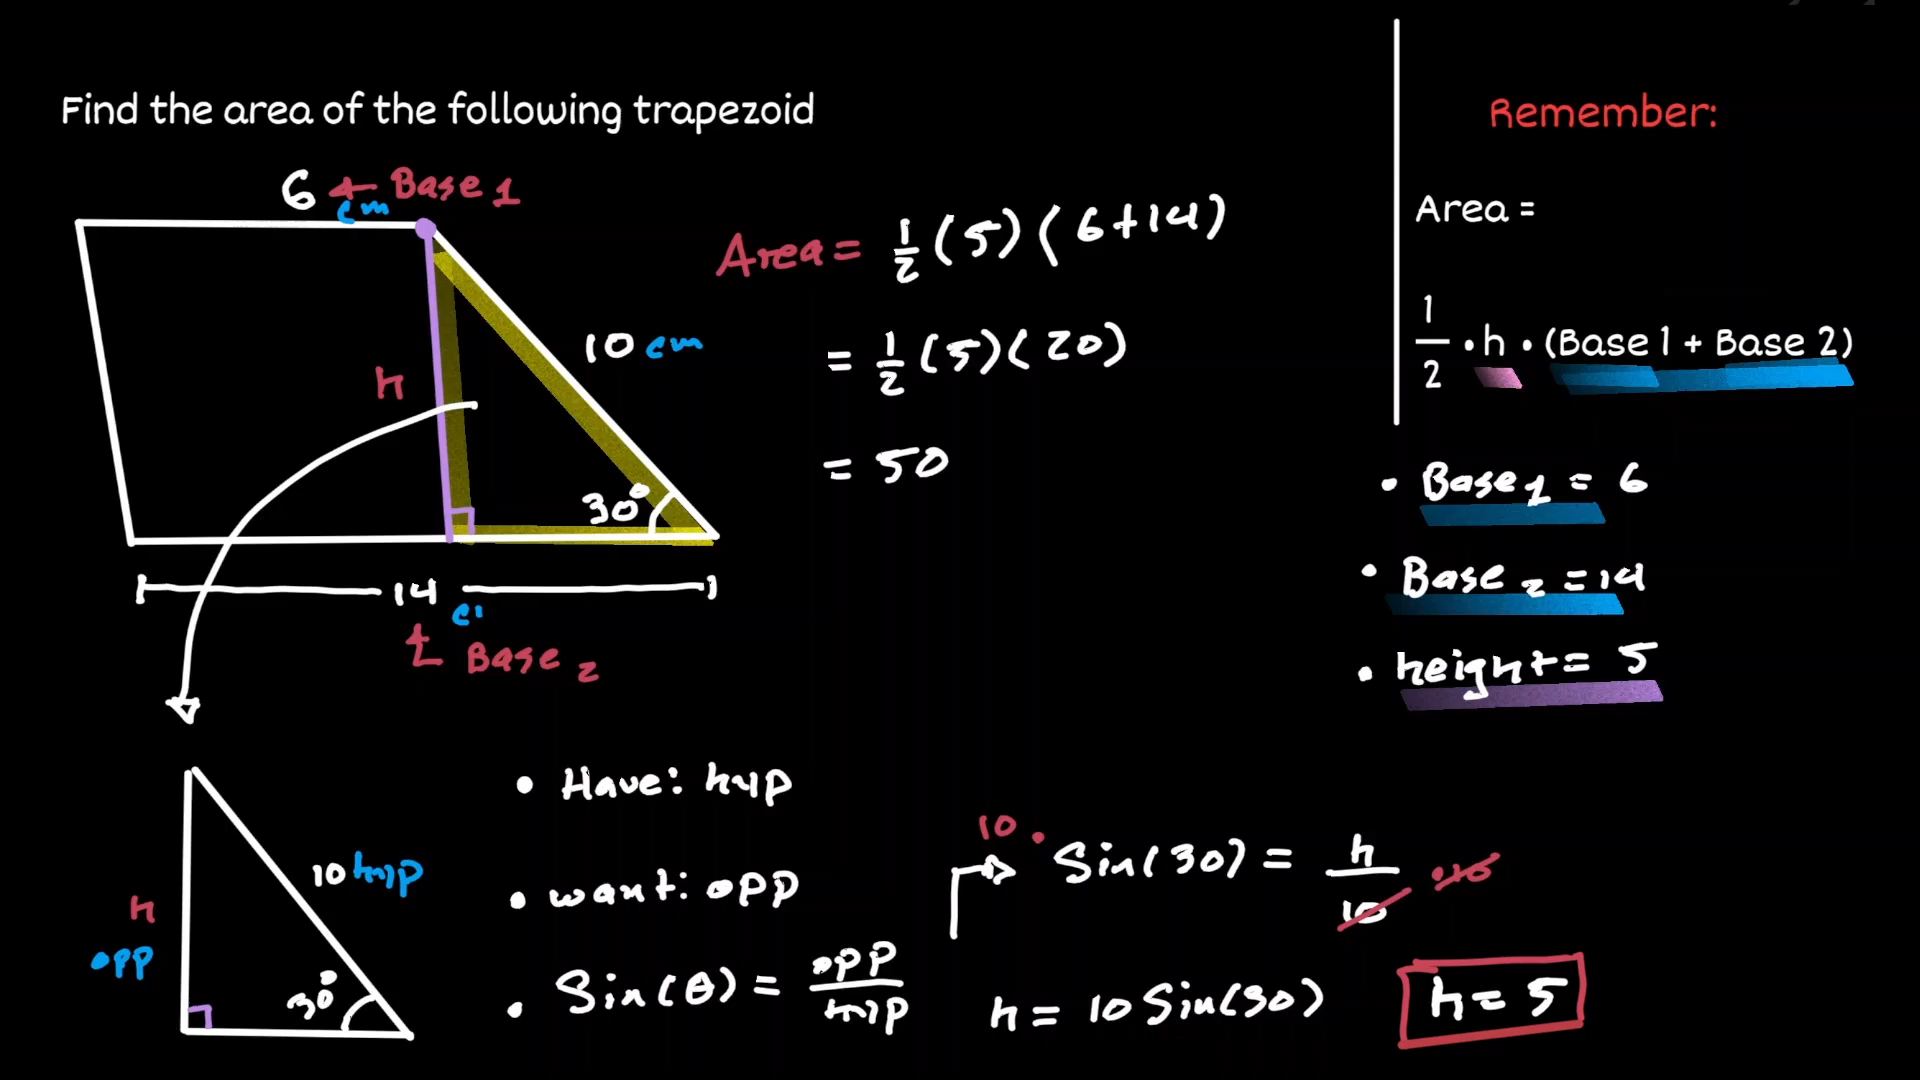 Find the area of the following trapezoid
6 cm ← Base 1
h
10 cm
30°
14
Base 2
Area = 1/2 (5) (6+14)
= 1/2 (5) (20)
= 50
Remember:
Area =
1/2 • h • (Base 1 + Base 2)
• Base 1 = 6
• Base 2 = 14
• height = 5
h
opp
10 hyp
30°
• Have: hyp
• want: opp
• Sin(θ) = opp/hyp
10 • Sin(30) = h/10 • 10
h = 10 Sin(30)
h = 5